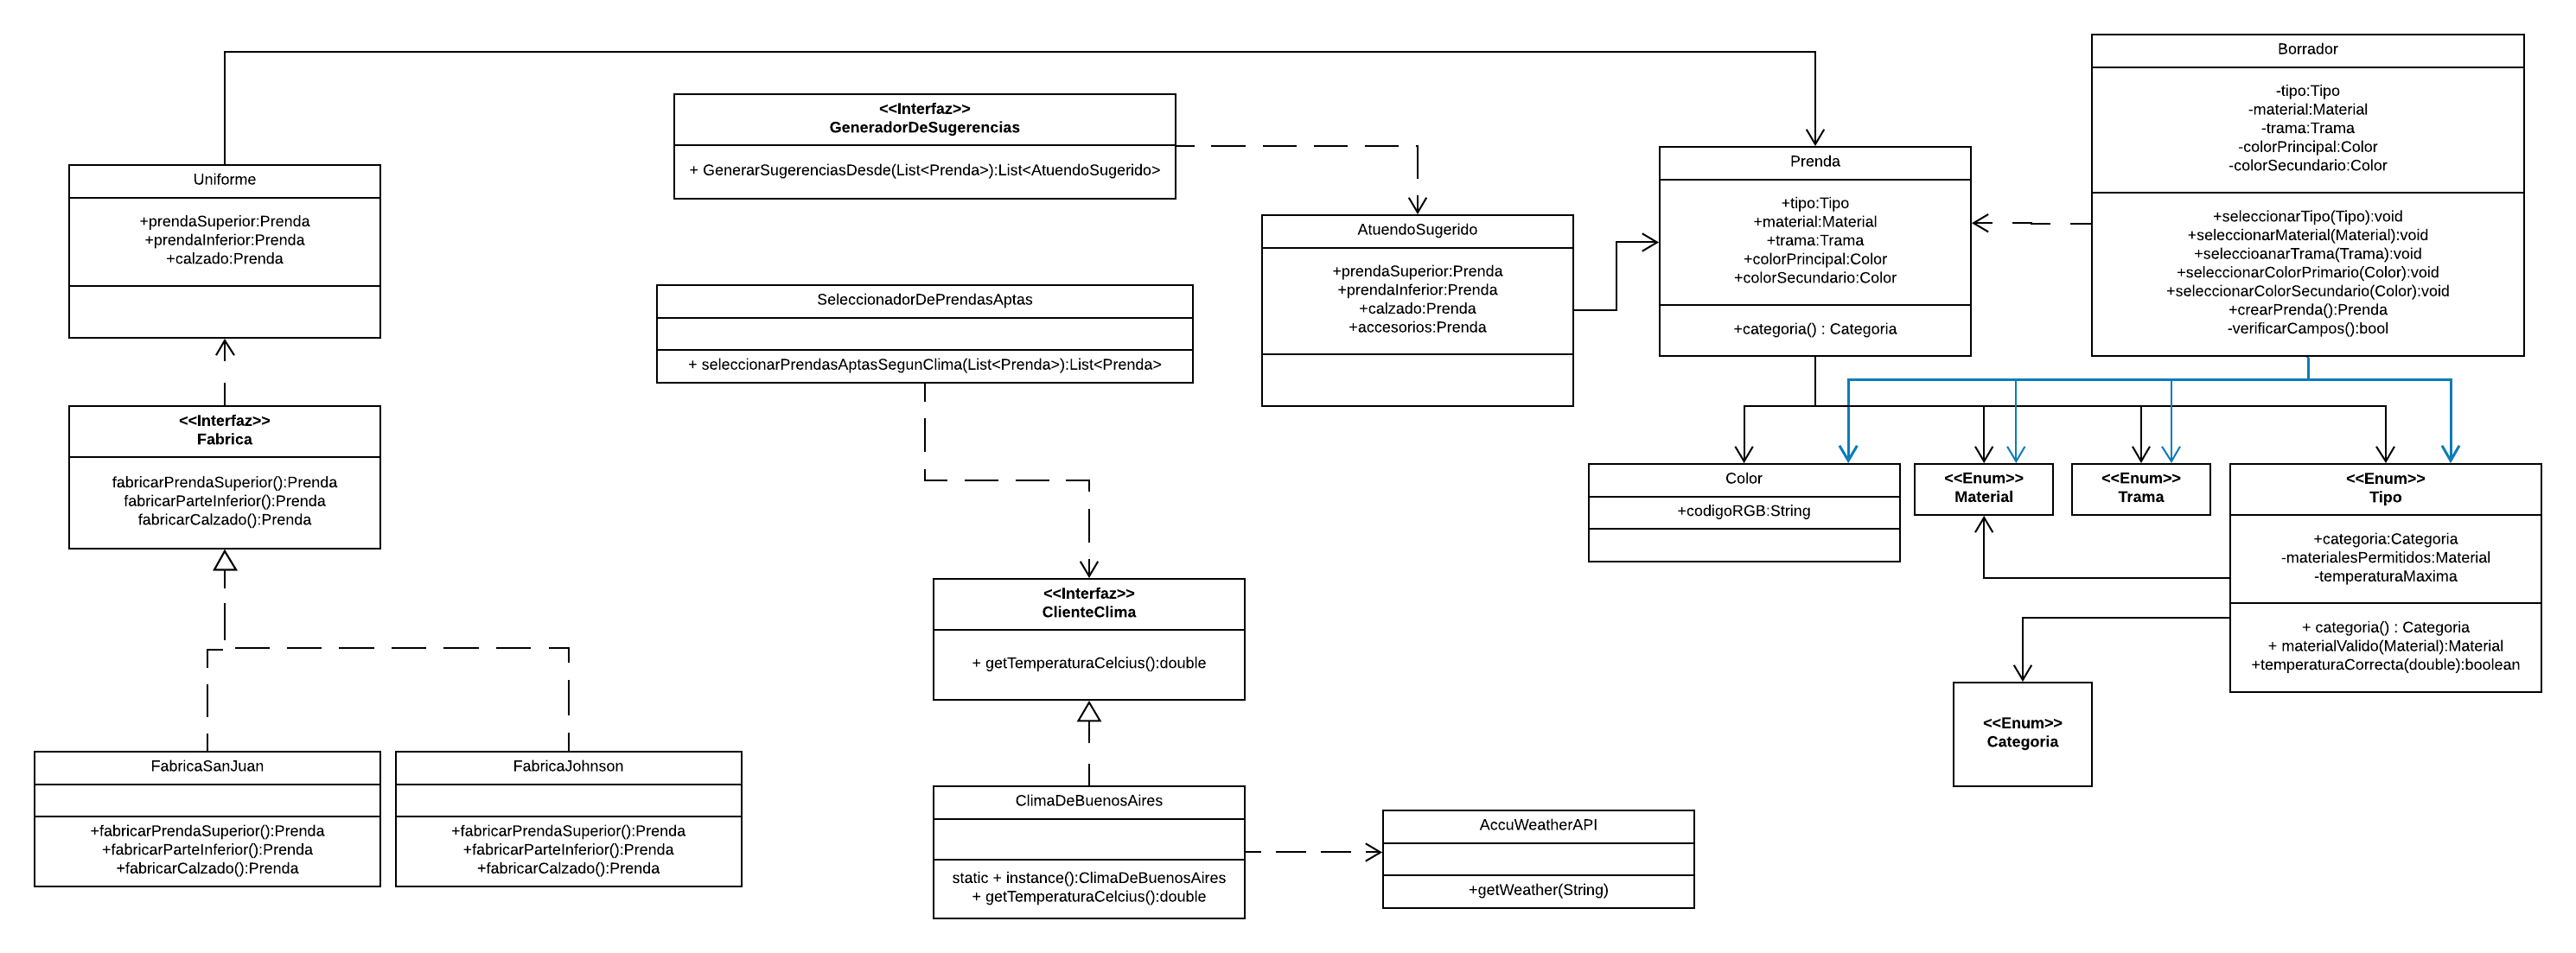 Uniforme
+prendaSuperior:Prenda
+prendaInferior:Prenda
+calzado:Prenda
<<Interfaz>>
Fabrica
fabricarPrendaSuperior():Prenda
fabricarParteInferior():Prenda
fabricarCalzado():Prenda
FabricaSanJuan
+fabricarPrendaSuperior():Prenda
+fabricarParteInferior():Prenda
+fabricarCalzado():Prenda
FabricaJohnson
+fabricarPrendaSuperior():Prenda
+fabricarParteInferior():Prenda
+fabricarCalzado():Prenda
<<Interfaz>>
GeneradorDeSugerencias
+ GenerarSugerenciasDesde(List<Prenda>):List<AtuendoSugerido>
SeleccionadorDePrendasAptas
+ seleccionarPrendasAptasSegunClima(List<Prenda>):List<Prenda>
<<Interfaz>>
ClienteClima
+ getTemperaturaCelcius():double
ClimaDeBuenosAires
static + instance():ClimaDeBuenosAires
+ getTemperaturaCelcius():double
AccuWeatherAPI
+getWeather(String)
AtuendoSugerido
+prendaSuperior:Prenda
+prendaInferior:Prenda
+calzado:Prenda
+accesorios:Prenda
Prenda
+tipo:Tipo
+material:Material
+trama:Trama
+colorPrincipal:Color
+colorSecundario:Color
+categoria() : Categoria
Borrador
-tipo:Tipo
-material:Material
-trama:Trama
-colorPrincipal:Color
-colorSecundario:Color
+seleccionarTipo(Tipo):void
+seleccionarMaterial(Material):void
+seleccioanarTrama(Trama):void
+seleccionarColorPrimario(Color):void
+seleccionarColorSecundario(Color):void
+crearPrenda():Prenda
-verificarCampos():bool
Color
+codigoRGB:String
<<Enum>>
Material
<<Enum>>
Trama
<<Enum>>
Tipo
+categoria:Categoria
-materialesPermitidos:Material
-temperaturaMaxima
+ categoria() : Categoria
+ materialValido(Material):Material
+temperaturaCorrecta(double):boolean
<<Enum>>
Categoria